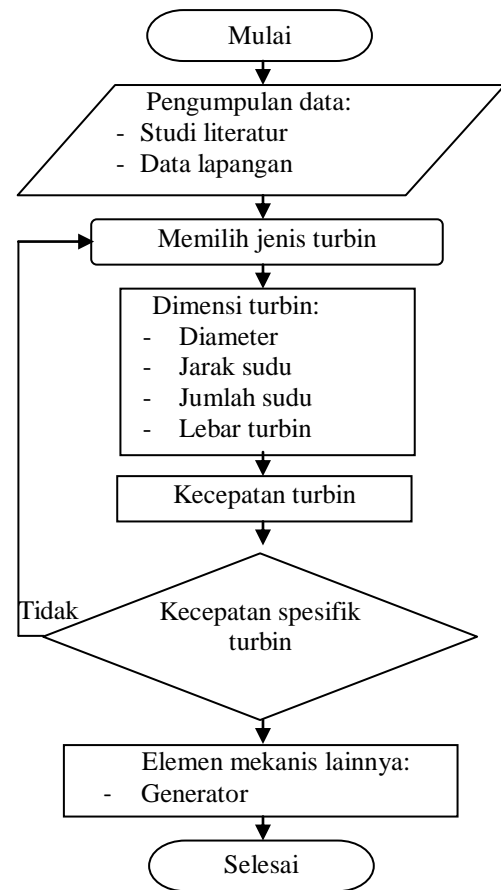 Mulai
Pengumpulan data:
- Studi literatur
- Data lapangan
Memilih jenis turbin
Dimensi turbin:
- Diameter
- Jarak sudu
- Jumlah sudu
- Lebar turbin
Kecepatan turbin
Tidak
Kecepatan spesifik
turbin
Elemen mekanis lainnya:
- Generator
Selesai